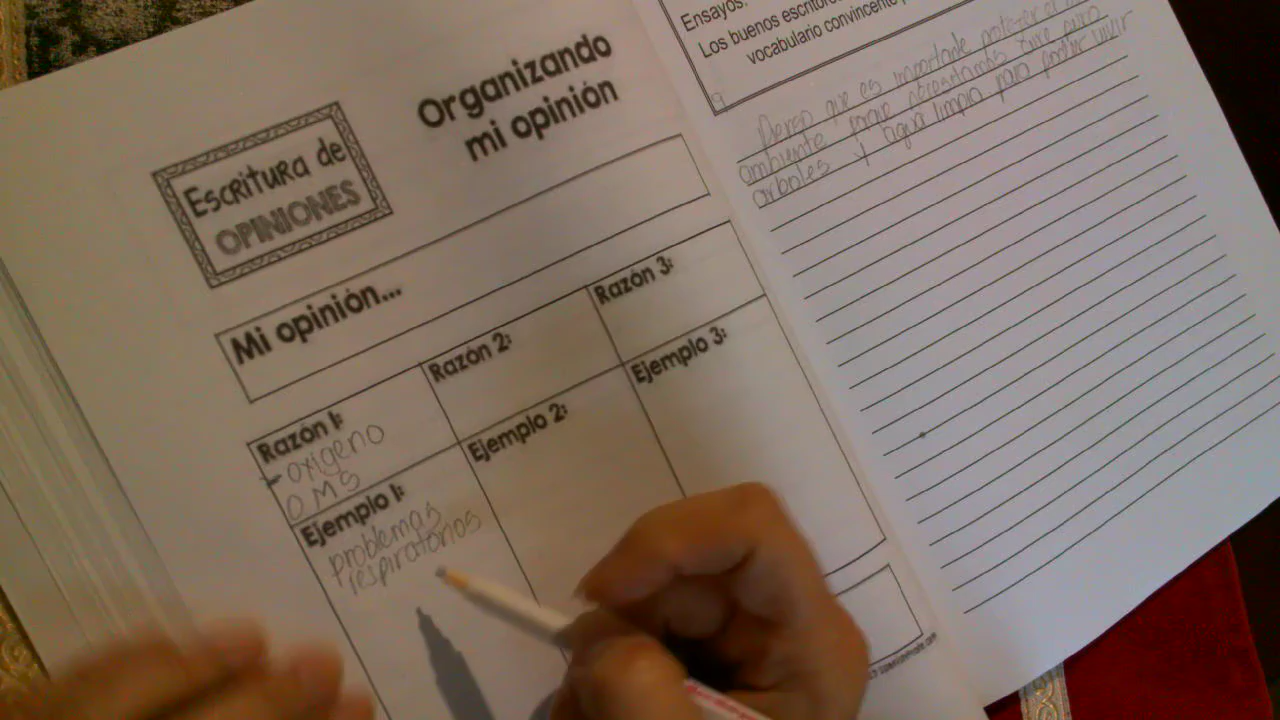 Escritura de
OPINIONES
Organizando
mi opinión
Mi opinión...
Razón 1:
- oxigeno
OMS
Razón 2:
Razón 3:
Ejemplo 1:
problemas
respiratorios
Ejemplo 2:
Ejemplo 3:
Ensayos:
Los buenos escritores
vocabulario convincente
Pienso que es importante proteger el
ambiente porque necesitamos aire puro
arboles y agua limpia para poder vivir